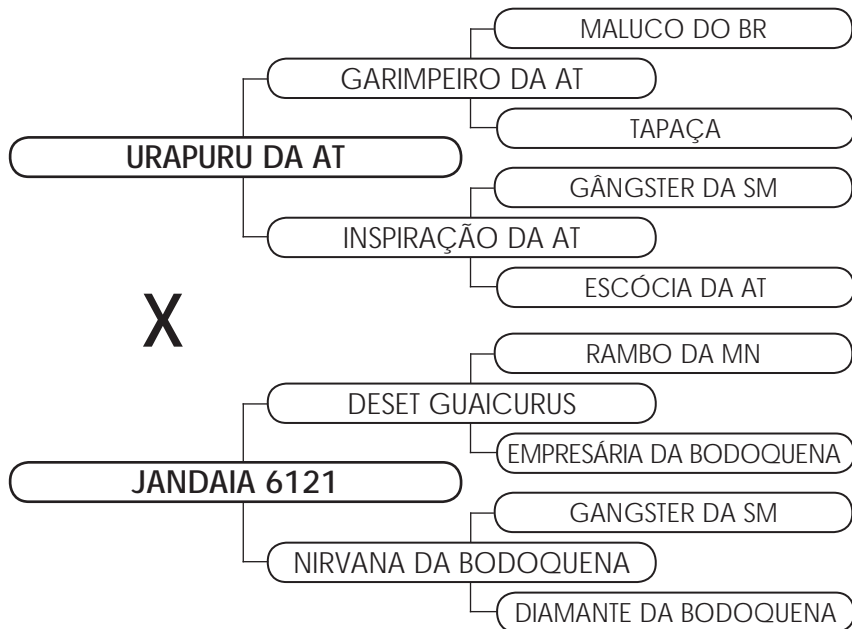 MALUCO DO BR
GARIMPEIRO DA AT
TAPAÇA
URAPURU DA AT
GÂNGSTER DA SM
INSPIRAÇÃO DA AT
ESCÓCIA DA AT
X
RAMBO DA MN
DESET GUAICURUS
EMPRESÁRIA DA BODOQUENA
JANDAIA 6121
GANGSTER DA SM
NIRVANA DA BODOQUENA
DIAMANTE DA BODOQUENA